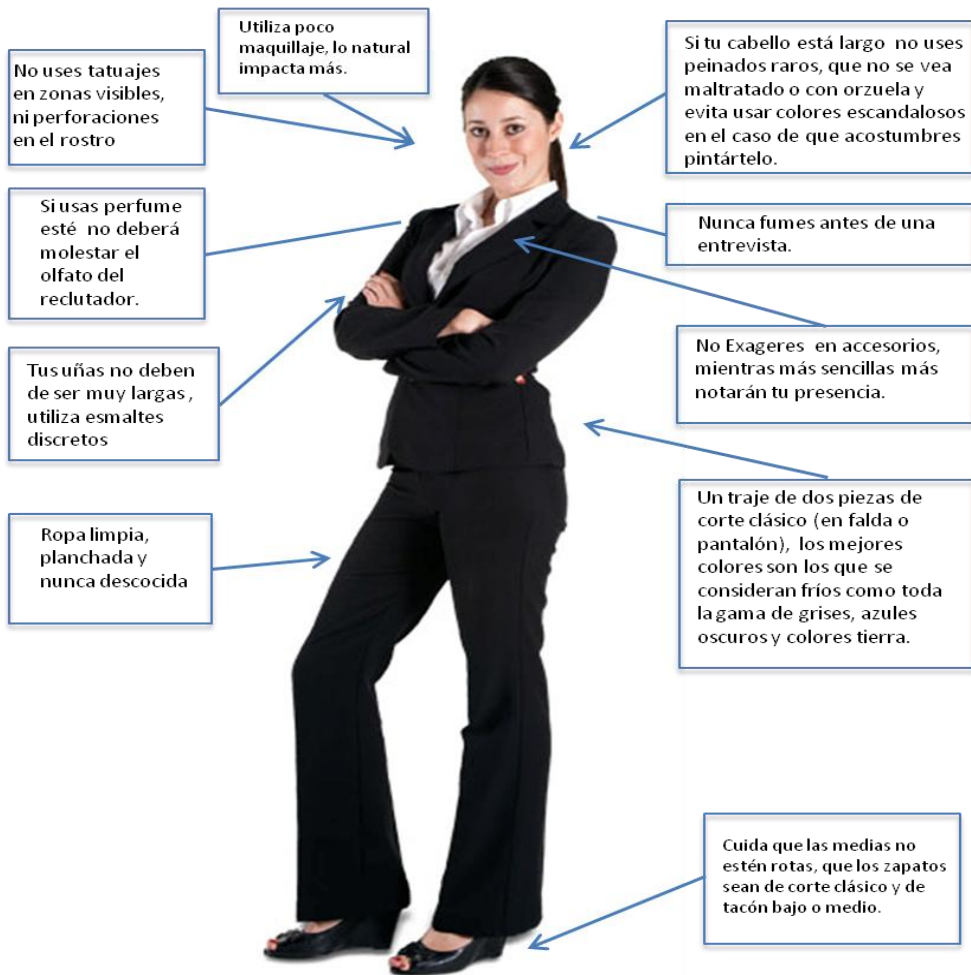 Utiliza poco
maquillaje, lo natural
impacta más.
No uses tatuajes
en zonas visibles,
ni perforaciones
en el rostro
Si tu cabello está largo no uses
peinados raros, que no se vea
maltratado o con orzuela y
evita usar colores escandalosos
en el caso de que acostumbres
pintártelo.
Si usas perfume
esté no deberá
molestar el
olfato del
reclutador.
Nunca fumes antes de una
entrevista.
Tus uñas no deben
de ser muy largas ,
utiliza esmaltes
discretos
No Exageres en accesorios,
mientras más sencillas más
notarán tu presencia.
Ropa limpia,
planchada y
nunca descocida
Un traje de dos piezas de
corte clásico (en falda o
pantalón), los mejores
colores son los que se
consideran fríos como toda
la gama de grises, azules
oscuros y colores tierra.
Cuida que las medias no
estén rotas, que los zapatos
sean de corte clásico y de
tacón bajo o medio.